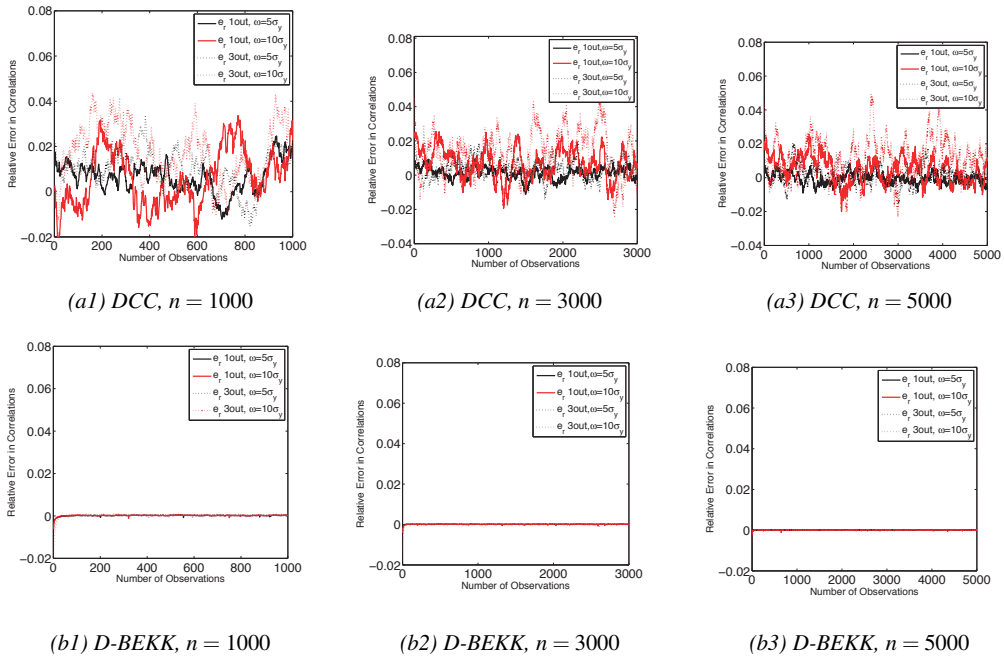 0.08
0.06
0.04
0.02
0
−0.02
0 200 400 600 800 1000
Relative Error in Correlations
Number of Observations
e_r 1out, ω=5σ_y
e_r 1out, ω=10σ_y
e_r 3out, ω=5σ_y
e_r 3out, ω=10σ_y
(a1) DCC, n = 1000
0.08
0.06
0.04
0.02
0
−0.02
−0.04
0 1000 2000 3000
Relative Error in Correlations
Number of Observations
e_r 1out,ω=5σ_y
e_r 1out,ω=10σ_y
e_r 3out,ω=5σ_y
e_r 3out,ω=10σ_y
(a2) DCC, n = 3000
0.08
0.06
0.04
0.02
0
−0.02
−0.04
0 1000 2000 3000 4000 5000
Relative Error in Correlations
Number of Observations
e_r 1out,ω=5σ_y
e_r 1out,ω=10σ_y
e_r 3out,ω=5σ_y
e_r 3out,ω=10σ_y
(a3) DCC, n = 5000
0.08
0.06
0.04
0.02
0
−0.02
0 200 400 600 800 1000
Relative Error in Correlations
Number of Observations
e_r 1out, ω=5σ_y
e_r 1out, ω=10σ_y
e_r 3out, ω=5σ_y
e_r 3out, ω=10σ_y
(b1) D-BEKK, n = 1000
0.08
0.06
0.04
0.02
0
−0.02
0 1000 2000 3000
Relative Error in Correlations
Number of Observations
e_r 1out,ω=5σ_y
e_r 1out,ω=10σ_y
e_r 3out,ω=5σ_y
e_r 3out,ω=10σ_y
(b2) D-BEKK, n = 3000
0.08
0.06
0.04
0.02
0
−0.02
0 1000 2000 3000 4000 5000
Relative Error in Correlations
Number of Observations
e_r 1out, ω=5σ_y
e_r 1out, ω=10σ_y
e_r 3out, ω=5σ_y
e_r 3out, ω=10σ_y
(b3) D-BEKK, n = 5000